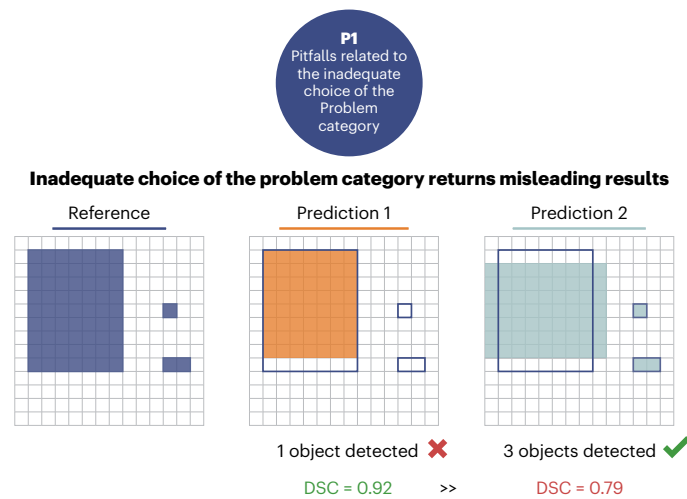 P1
Pitfalls related to
the inadequate
choice of the
Problem
category
Inadequate choice of the problem category returns misleading results
Reference
Prediction 1
Prediction 2
1 object detected
3 objects detected
DSC = 0.92
>>
DSC = 0.79